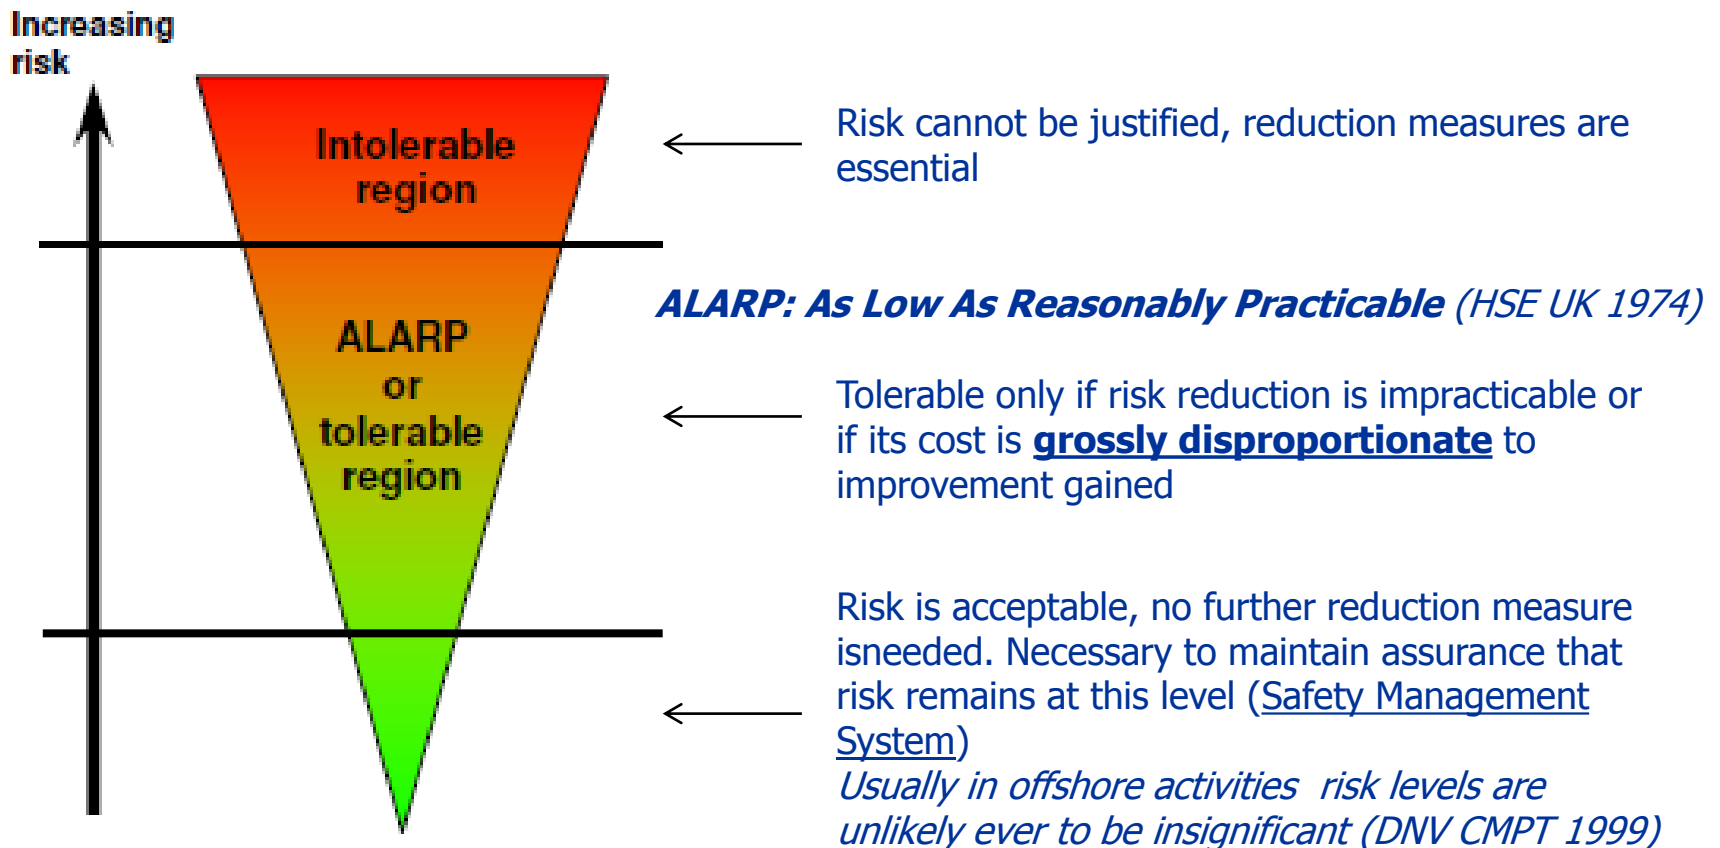 Increasing
risk
Intolerable
region
Risk cannot be justified, reduction measures are
essential
ALARP: As Low As Reasonably Practicable (HSE UK 1974)
ALARP
or
tolerable
region
Tolerable only if risk reduction is impracticable or
if its cost is grossly disproportionate to
improvement gained
Risk is acceptable, no further reduction measure
isneeded. Necessary to maintain assurance that
risk remains at this level (Safety Management
System)
Usually in offshore activities  risk levels are
unlikely ever to be insignificant (DNV CMPT 1999)